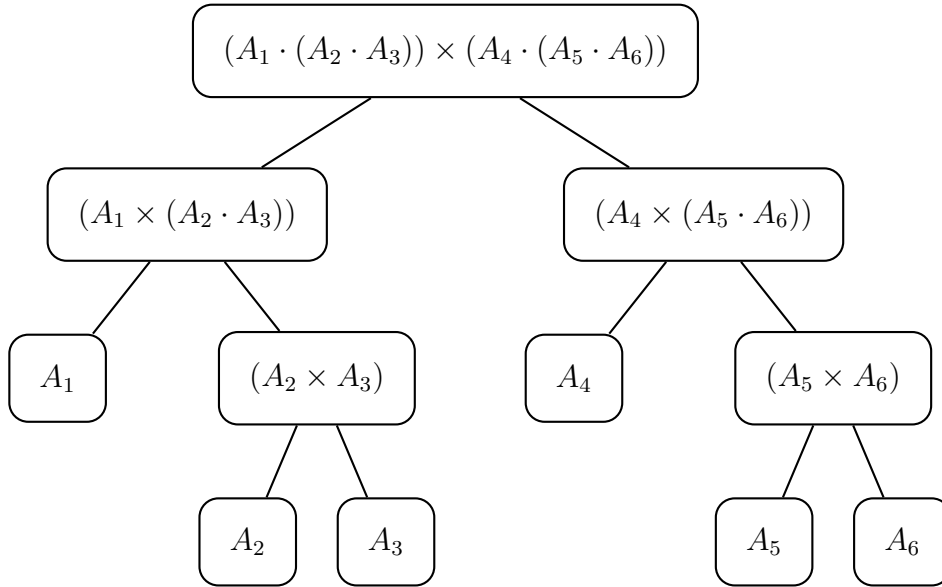 (A₁ · (A₂ · A₃)) × (A₄ · (A₅ · A₆))
(A₁ × (A₂ · A₃))
(A₄ × (A₅ · A₆))
A₁
(A₂ × A₃)
A₄
(A₅ × A₆)
A₂
A₃
A₅
A₆